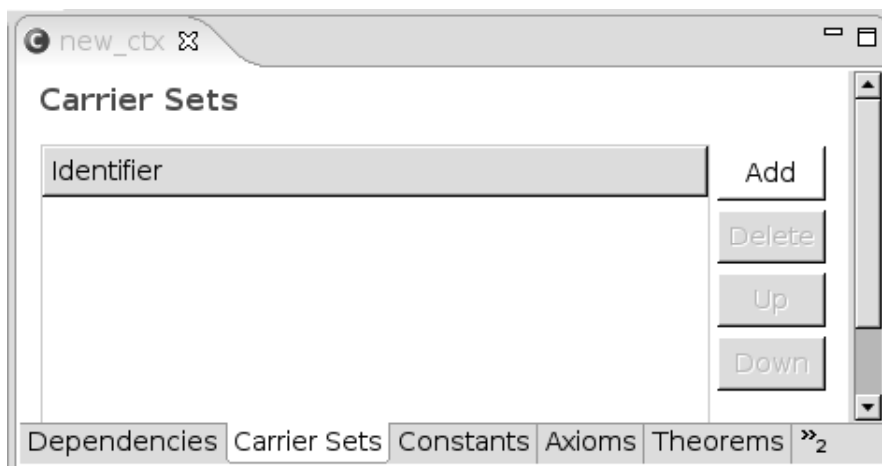 new_ctx
Carrier Sets
Identifier
Add
Delete
Up
Down
Dependencies Carrier Sets Constants Axioms Theorems »2